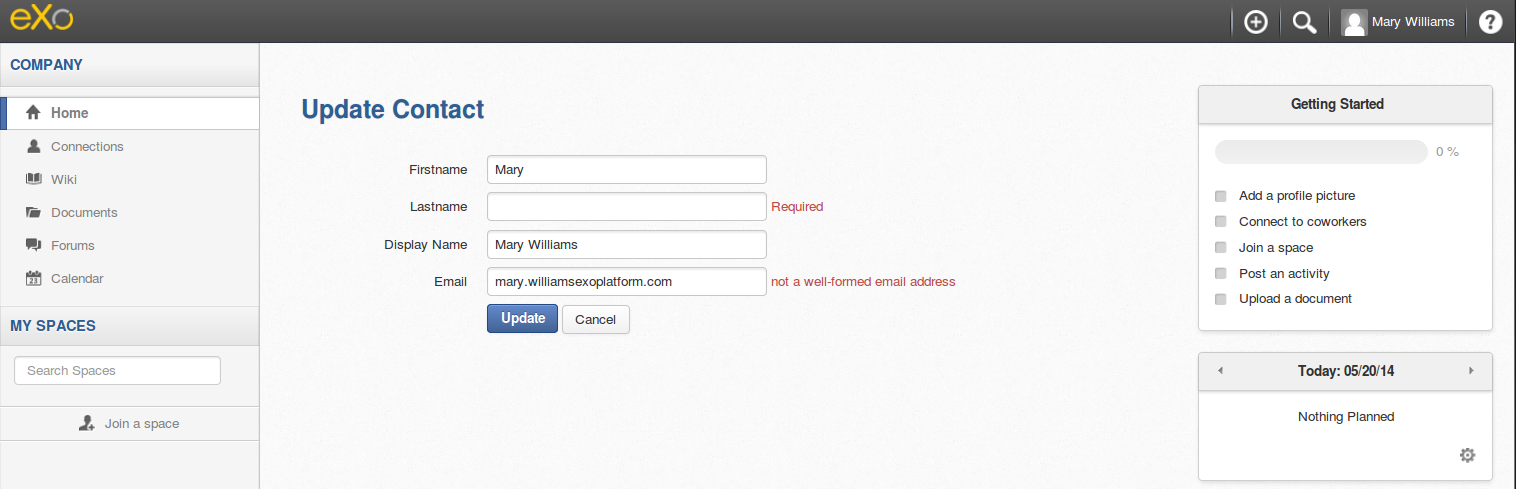 eXo
Mary Williams
?
COMPANY
Home
Connections
Wiki
Documents
Forums
23
Calendar
MY SPACES
Search Spaces
Join a space
Update Contact
Firstname Mary
Lastname Required
Display Name Mary Williams
Email mary.williamsexoplatform.com not a well-formed email address
Update Cancel
Getting Started
0 %
Add a profile picture
Connect to coworkers
Join a space
Post an activity
Upload a document
Today: 05/20/14
Nothing Planned